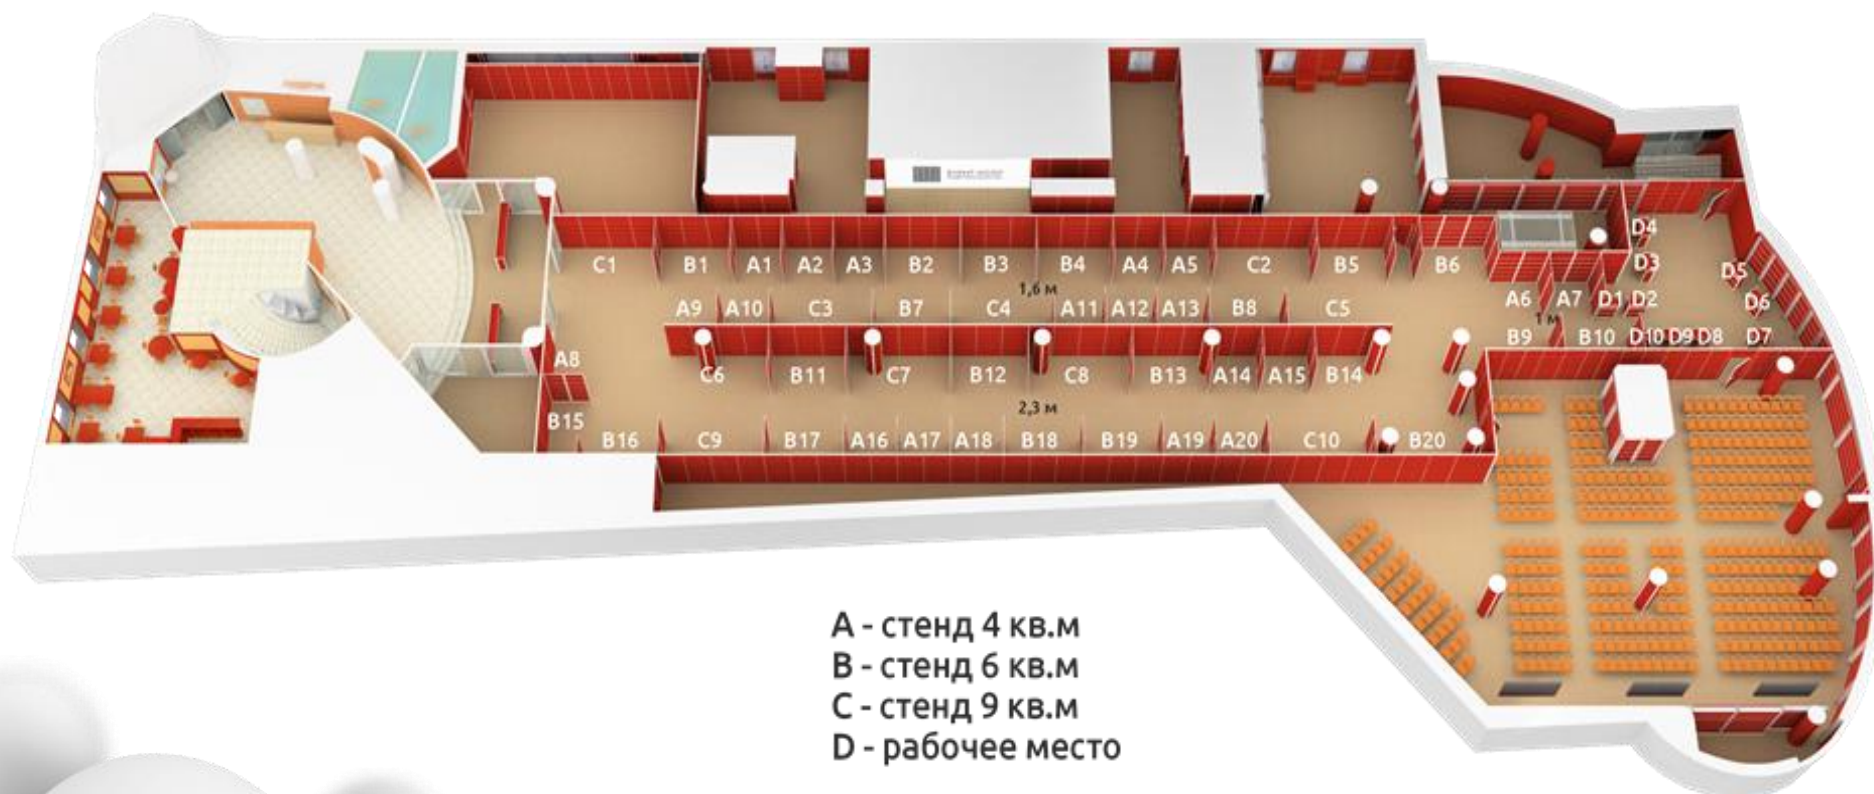 C1 B1 A1 A2 A3 B2 B3 B4 A4 A5 C2 B5 B6
D4
D3
D5
1,6 м
A9 A10 C3 B7 C4 A11 A12 A13 B8 C5 A6 A7 D1 D2 D6
1 м
B9 B10 D10 D9 D8 D7
A8
C6 B11 C7 B12 C8 B13 A14 A15 B14
2,3 м
B15
B16 C9 B17 A16 A17 A18 B18 B19 A19 A20 C10 B20
A - стенд 4 кв.м
B - стенд 6 кв.м
C - стенд 9 кв.м
D - рабочее место